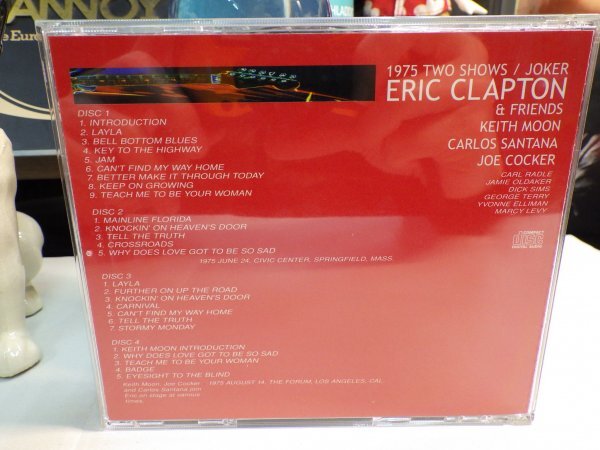 ANNOY
e Euro
1975 TWO SHOWS / JOKER
ERIC CLAPTON
& FRIENDS
KEITH MOON
CARLOS SANTANA
JOE COCKER
CARL RADLE
JAMIE OLDAKER
DICK SIMS
GEORGE TERRY
YVONNE ELLIMAN
MARCY LEVY
COMPACT
disc
DIGITAL AUDIO
DISC 1
1. INTRODUCTION
2. LAYLA
3. BELL BOTTOM BLUES
4. KEY TO THE HIGHWAY
5. JAM
6. CAN'T FIND MY WAY HOME
7. BETTER MAKE IT THROUGH TODAY
8. KEEP ON GROWING
9. TEACH ME TO BE YOUR WOMAN
DISC 2
1. MAINLINE FLORIDA
2. KNOCKIN' ON HEAVEN'S DOOR
3. TELL THE TRUTH
4. CROSSROADS
5. WHY DOES LOVE GOT TO BE SO SAD
1975 JUNE 24, CIVIC CENTER, SPRINGFIELD, MASS.
DISC 3
1. LAYLA
2. FURTHER ON UP THE ROAD
3. KNOCKIN' ON HEAVEN'S DOOR
4. CARNIVAL
5. CAN'T FIND MY WAY HOME
6. TELL THE TRUTH
7. STORMY MONDAY
DISC 4
1. KEITH MOON INTRODUCTION
2. WHY DOES LOVE GOT TO BE SO SAD
3. TEACH ME TO BE YOUR WOMAN
4. BADGE
5. EYESIGHT TO THE BLIND
Keith Moon, Joe Cocker
and Carlos Santana join
Eric on stage at various
times.
1975 AUGUST 14, THE FORUM, LOS ANGELES, CAL.